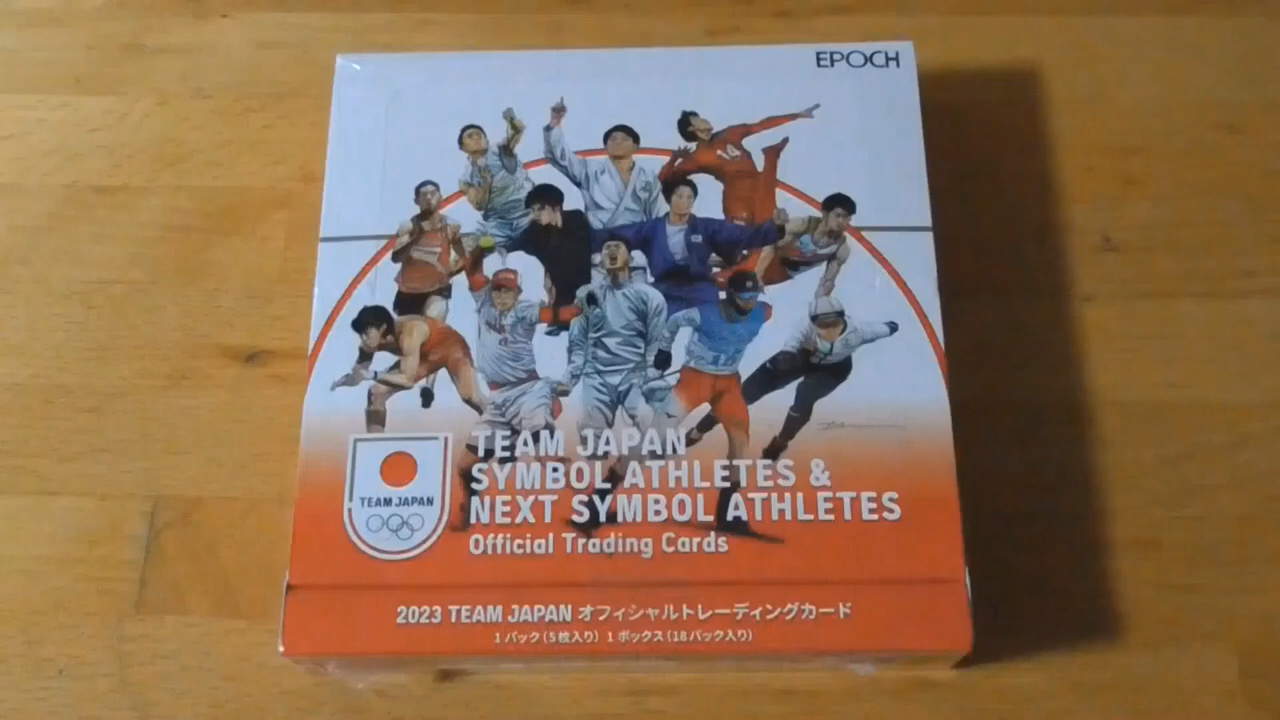 EPOCH
14
TEAM JAPAN
SYMBOL ATHLETES &
NEXT SYMBOL ATHLETES
Official Trading Cards
TEAM JAPAN
2023 TEAM JAPAN オフィシャルトレーディングカード
1パック(5枚入り) 1ボックス(18パック入り)